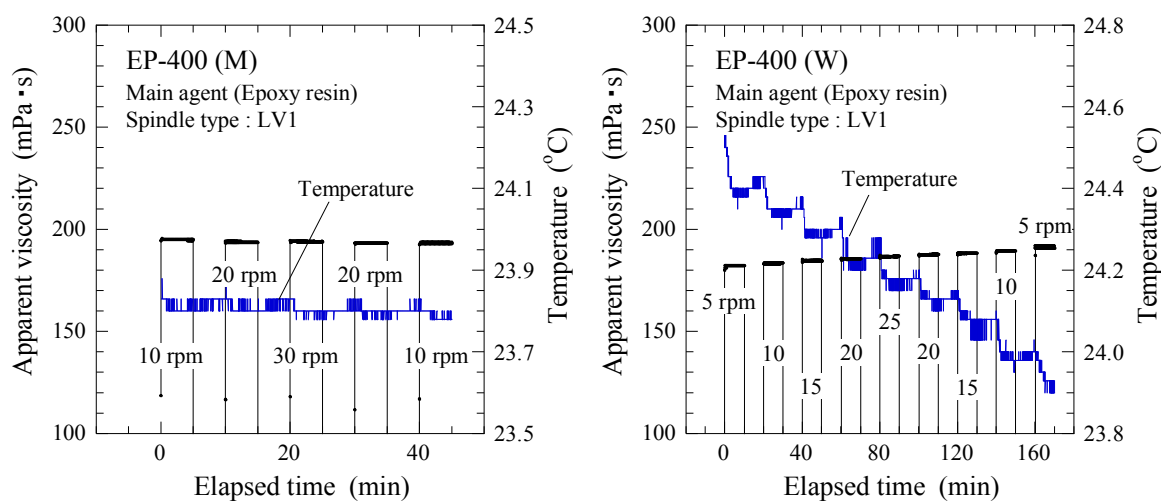 300
250
200
150
100
Apparent viscosity (mPa・s)
EP-400 (M)
Main agent (Epoxy resin)
Spindle type : LV1
Temperature
20 rpm
20 rpm
10 rpm
30 rpm
10 rpm
0
20
40
Elapsed time (min)
24.5
24.3
24.1
23.9
23.7
23.5
Temperature (°C)
300
250
200
150
100
Apparent viscosity (mPa・s)
EP-400 (W)
Main agent (Epoxy resin)
Spindle type : LV1
Temperature
5 rpm
5 rpm
10
15
20
25
20
15
10
0
40
80
120
160
Elapsed time (min)
24.8
24.6
24.4
24.2
24.0
23.8
Temperature (°C)